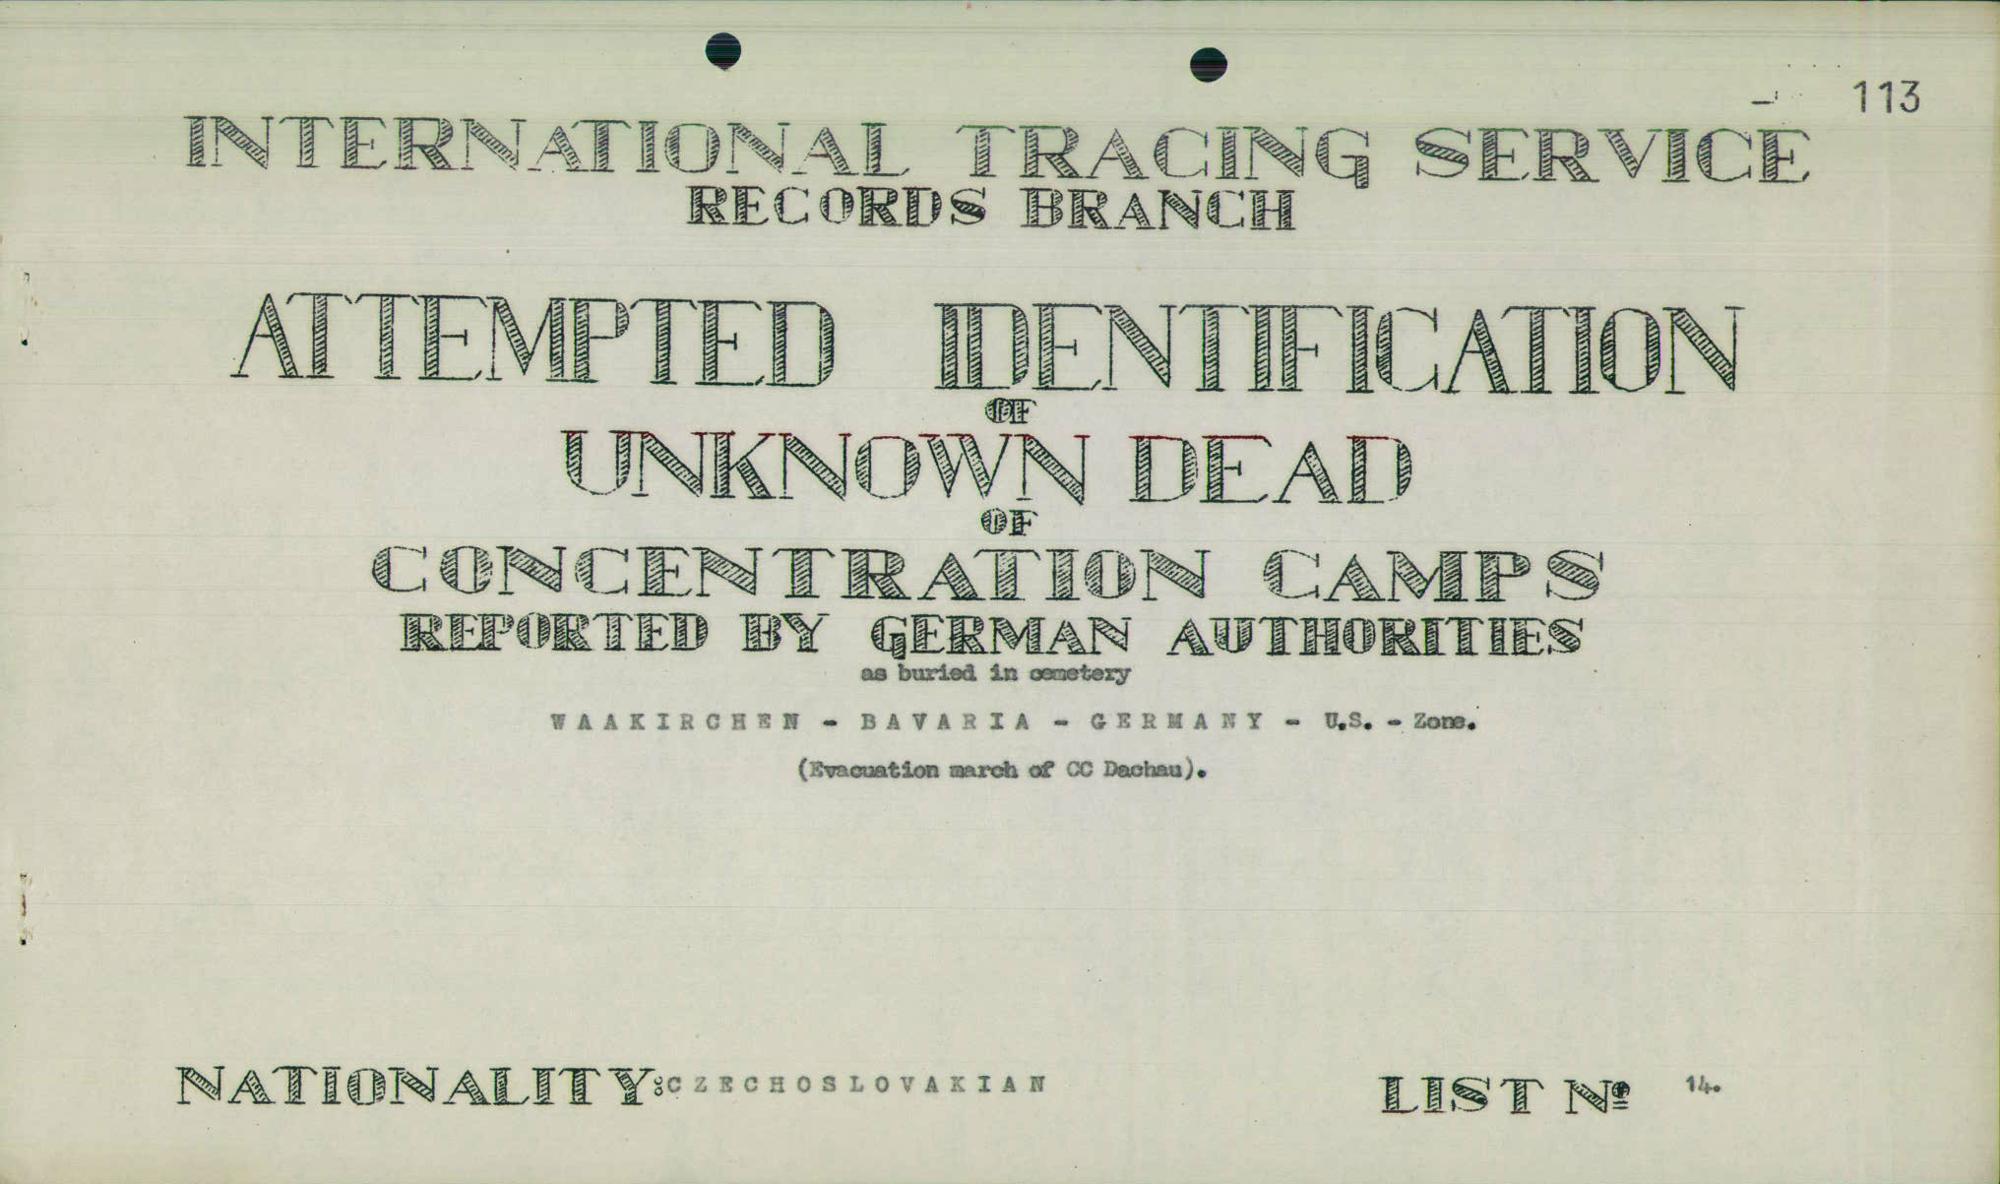 113
INTERNATIONAL TRACING SERVICE
RECORDS BRANCH
ATTEMPTED IDENTIFICATION
OF
UNKNOWN DEAD
OF
CONCENTRATION CAMPS
REPORTED BY GERMAN AUTHORITIES
as buried in cemetery
WAAKIRCHEN - BAVARIA - GERMANY - U.S. - Zone.
(Evacuation march of CC Dachau).
NATIONALITY: CZECHOSLOVAKIAN LIST Nº 14.